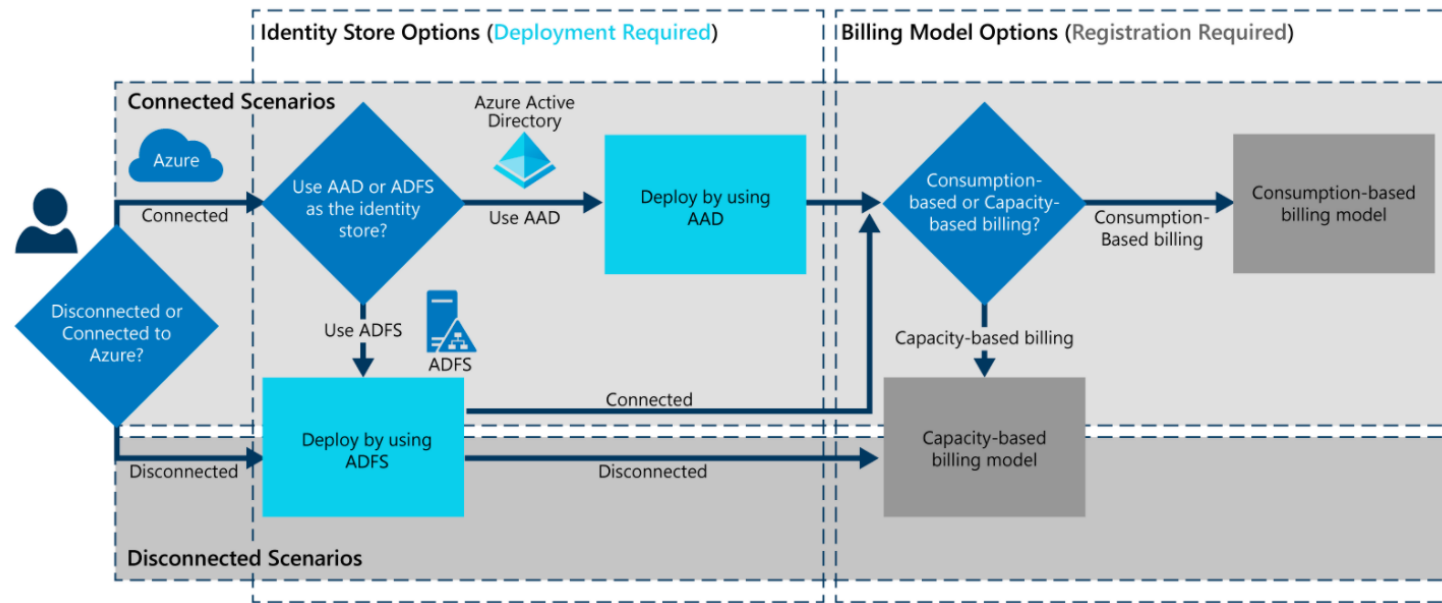 Identity Store Options (Deployment Required)
Billing Model Options (Registration Required)
Connected Scenarios
Azure
Connected
Disconnected or
Connected to
Azure?
Use AAD or ADFS
as the identity
store?
Azure Active
Directory
Use AAD
Deploy by using
AAD
Consumption-
based or Capacity-
based billing?
Consumption-
Based billing
Consumption-based
billing model
Use ADFS
ADFS
Capacity-based billing
Deploy by using
ADFS
Connected
Capacity-based
billing model
Disconnected
Disconnected
Disconnected Scenarios